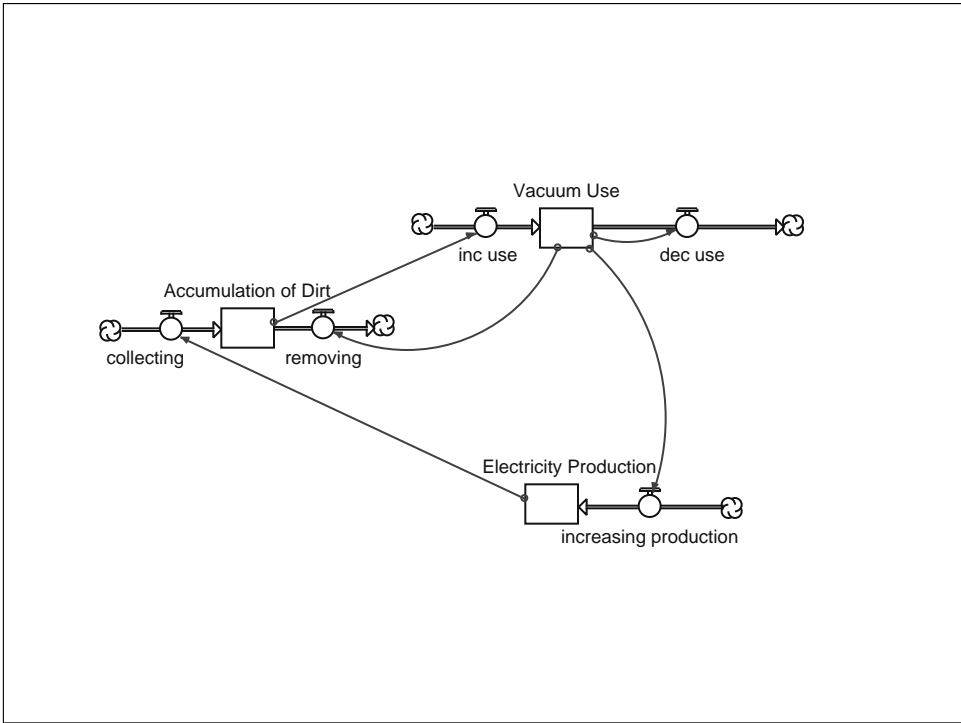 Vacuum Use
inc use
dec use
Accumulation of Dirt
collecting
removing
Electricity Production
increasing production